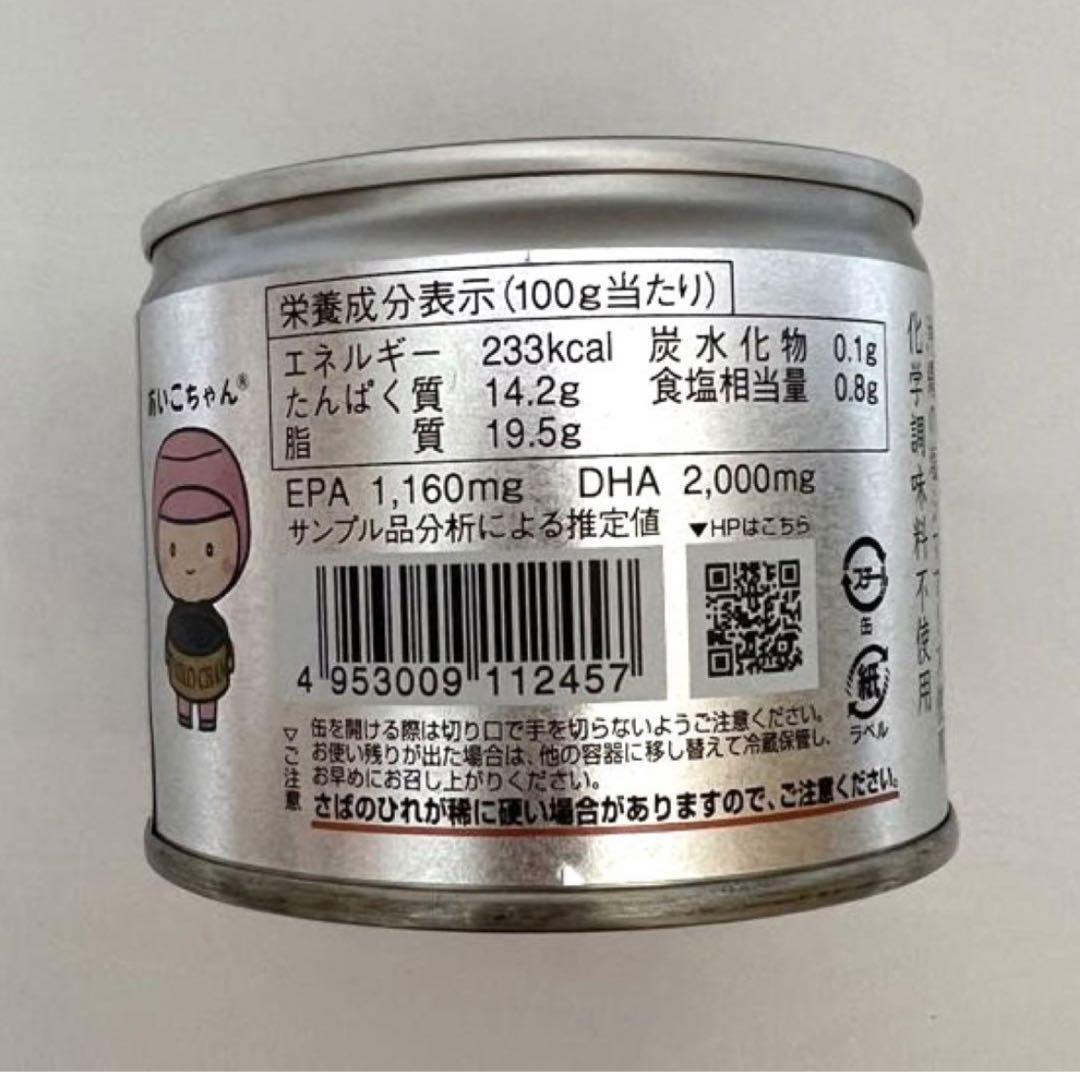 あいこちゃん®
栄養成分表示(100g当たり)
エネルギー 233kcal 炭水化物 0.1g
たんぱく質 14.2g 食塩相当量 0.8g
脂質 19.5g
EPA 1,160mg DHA 2,000mg
サンプル品分析による推定値 ▼HPはこちら
4 953009 112457
スチール
缶
紙
ラベル
▽ご注意
缶を開ける際は切り口で手を切らないようご注意ください。
お使い残りが出た場合は、他の容器に移し替えて冷蔵保管し、
お早めにお召し上がりください。
さばのひれが稀に硬い場合がありますので、ご注意ください。
化学調味料不使用